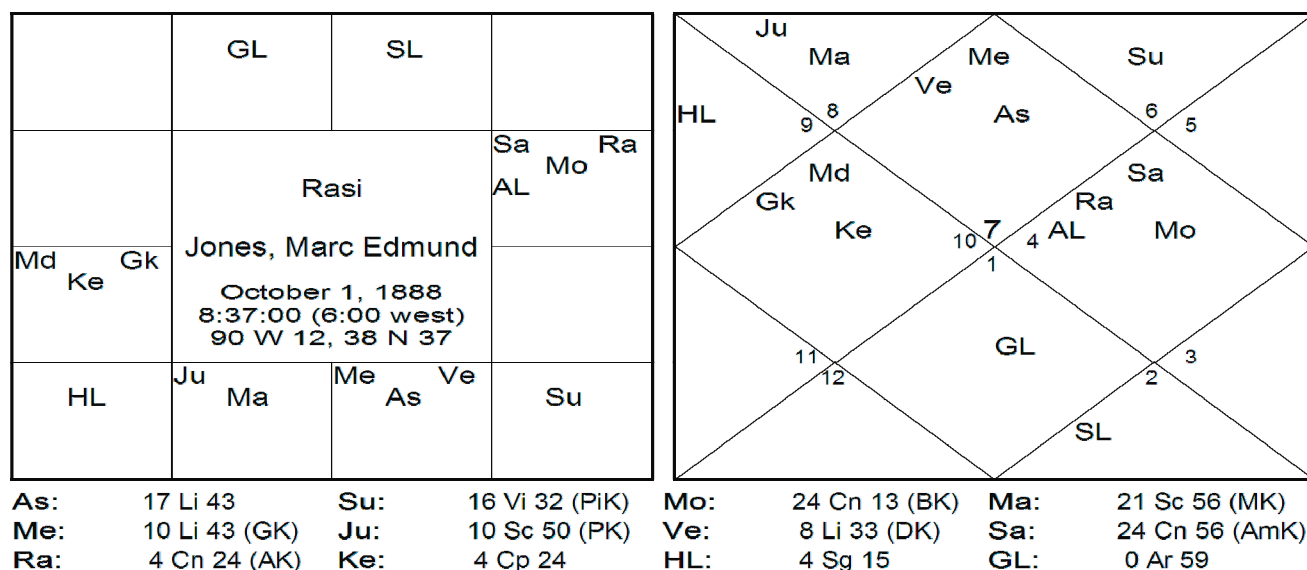 GL SL
Sa Ra
Mo
AL
Rasi
Jones, Marc Edmund
October 1, 1888
8:37:00 (6:00 west)
90 W 12, 38 N 37
Md Gk
Ke
HL
Ju
Ma
Me Ve
As
Su
Ju
Ma
Me
Ve
As
Su
HL
9 8
6 5
Md
Gk
Ke
Sa
Ra
AL Mo
10 7 4
1
GL
11
12
3
2
SL
As: 17 Li 43 Su: 16 Vi 32 (PiK) Mo: 24 Cn 13 (BK) Ma: 21 Sc 56 (MK)
Me: 10 Li 43 (GK) Ju: 10 Sc 50 (PK) Ve: 8 Li 33 (DK) Sa: 24 Cn 56 (AmK)
Ra: 4 Cn 24 (AK) Ke: 4 Cp 24 HL: 4 Sg 15 GL: 0 Ar 59